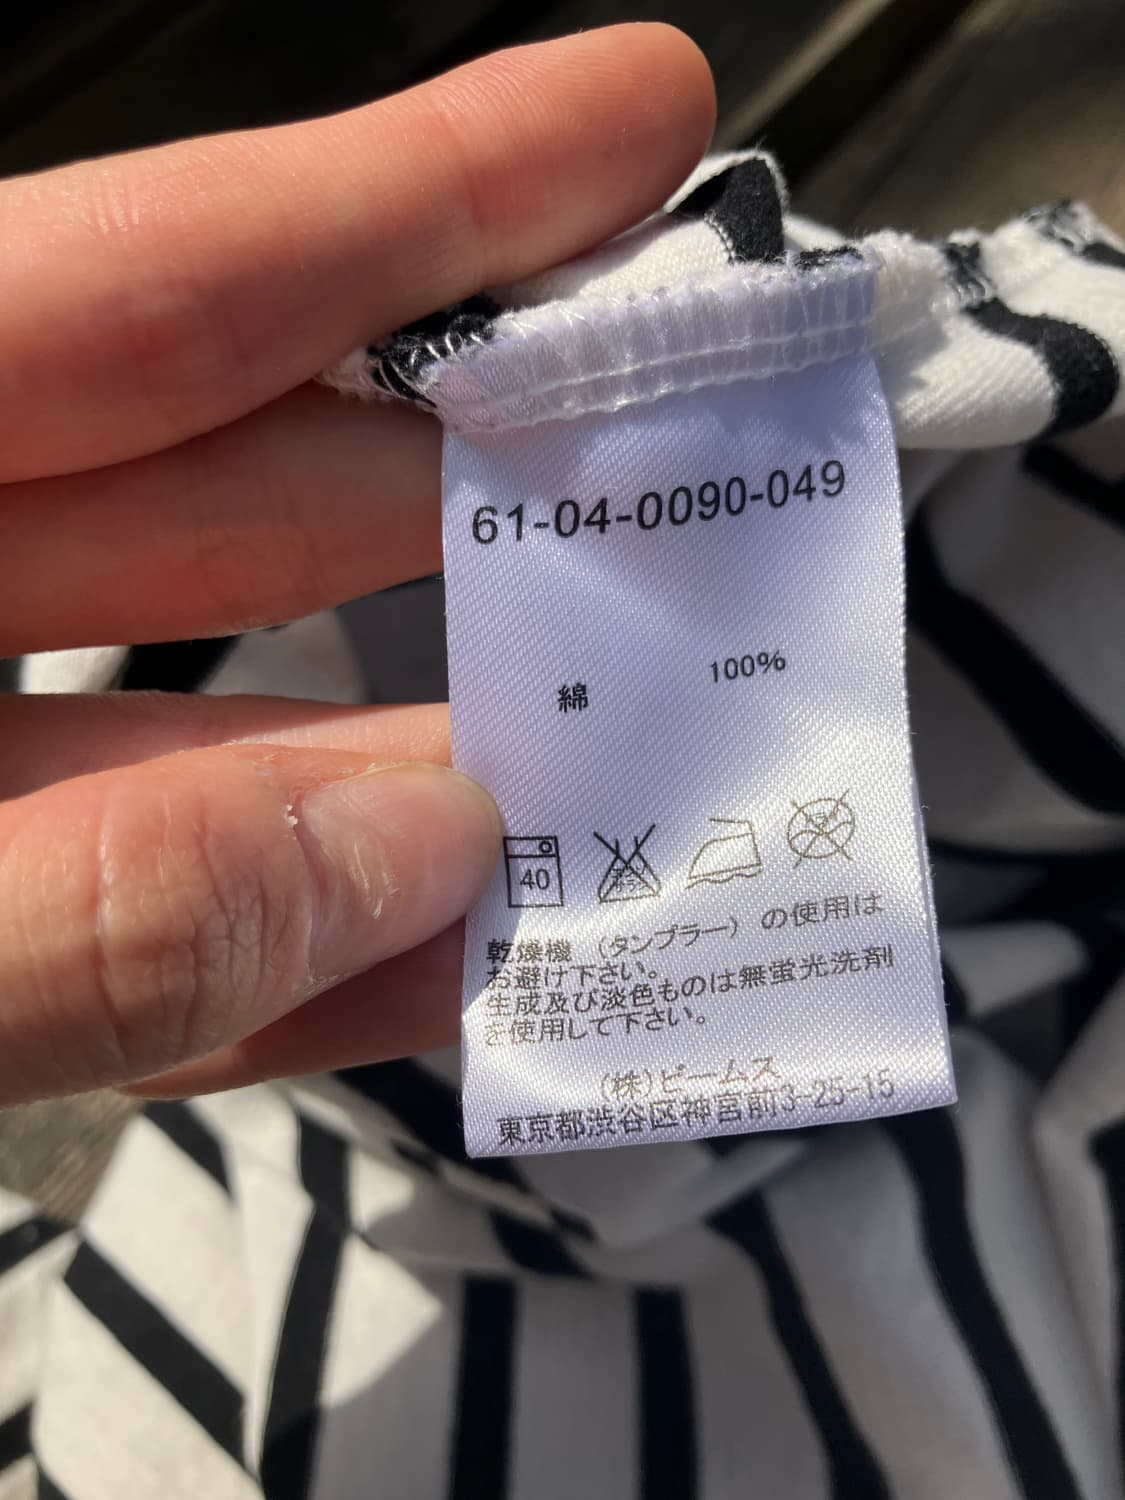 61-04-0090-049
綿 100%
40
乾燥機（タンブラー）の使用は
お避け下さい。
生成及び淡色ものは無蛍光洗剤
を使用して下さい。
(株)ビームス
東京都渋谷区神宮前3-25-15